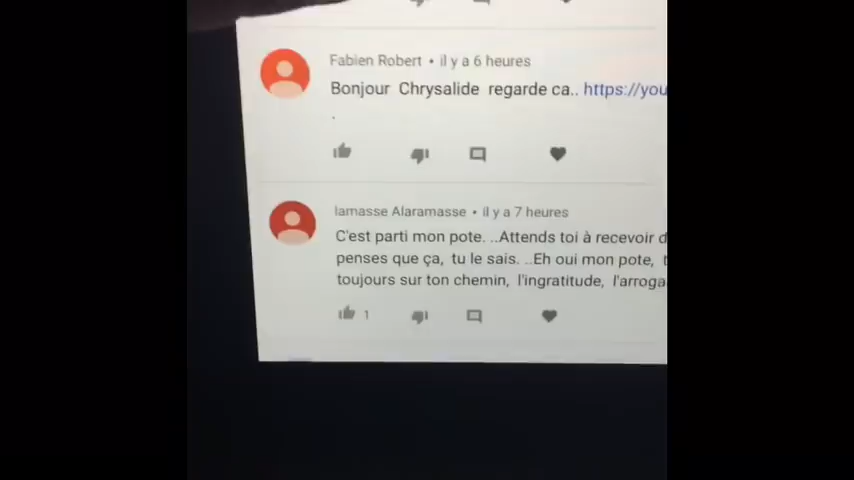 Fabien Robert • il y a 6 heures
Bonjour Chrysalide regarde ca.. https://you
.
lamasse Alaramasse • il y a 7 heures
C'est parti mon pote. ..Attends toi à recevoir d
penses que ça, tu le sais. ..Eh oui mon pote, t
toujours sur ton chemin, l'ingratitude, l'arroga
1